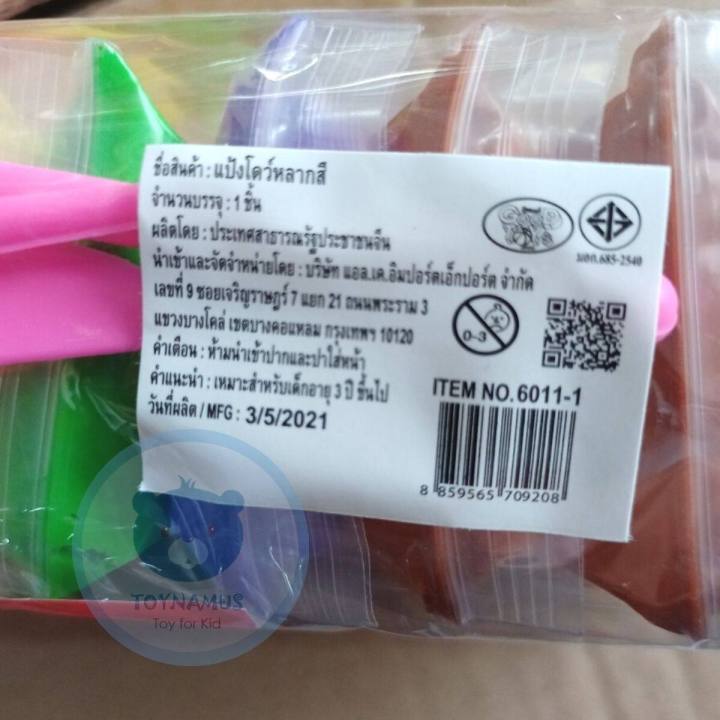 ชื่อสินค้า : แป้งโดว์หลากสี
จำนวนบรรจุ : 1 ชิ้น
ผลิตโดย : ประเทศสาธารณรัฐประชาชนจีน
นำเข้าและจัดจำหน่ายโดย : บริษัท แอล.เค.อิมปอร์ตเอ็กปอร์ต จำกัด
เลขที่ 9 ซอยเจริญราษฎร์ 7 แยก 21 ถนนพระราม 3
แขวงบางโคล่ เขตบางคอแหลม กรุงเทพฯ 10120
คำเตือน : ห้ามนำเข้าปากและปาใส่หน้า
คำแนะนำ : เหมาะสำหรับเด็กอายุ 3 ปี ขึ้นไป
วันที่ผลิต / MFG : 3/5/2021
มอก.685-2540
0-3
ITEM NO.6011-1
8 859565 709208
TOYNAMUS
Toy for Kid